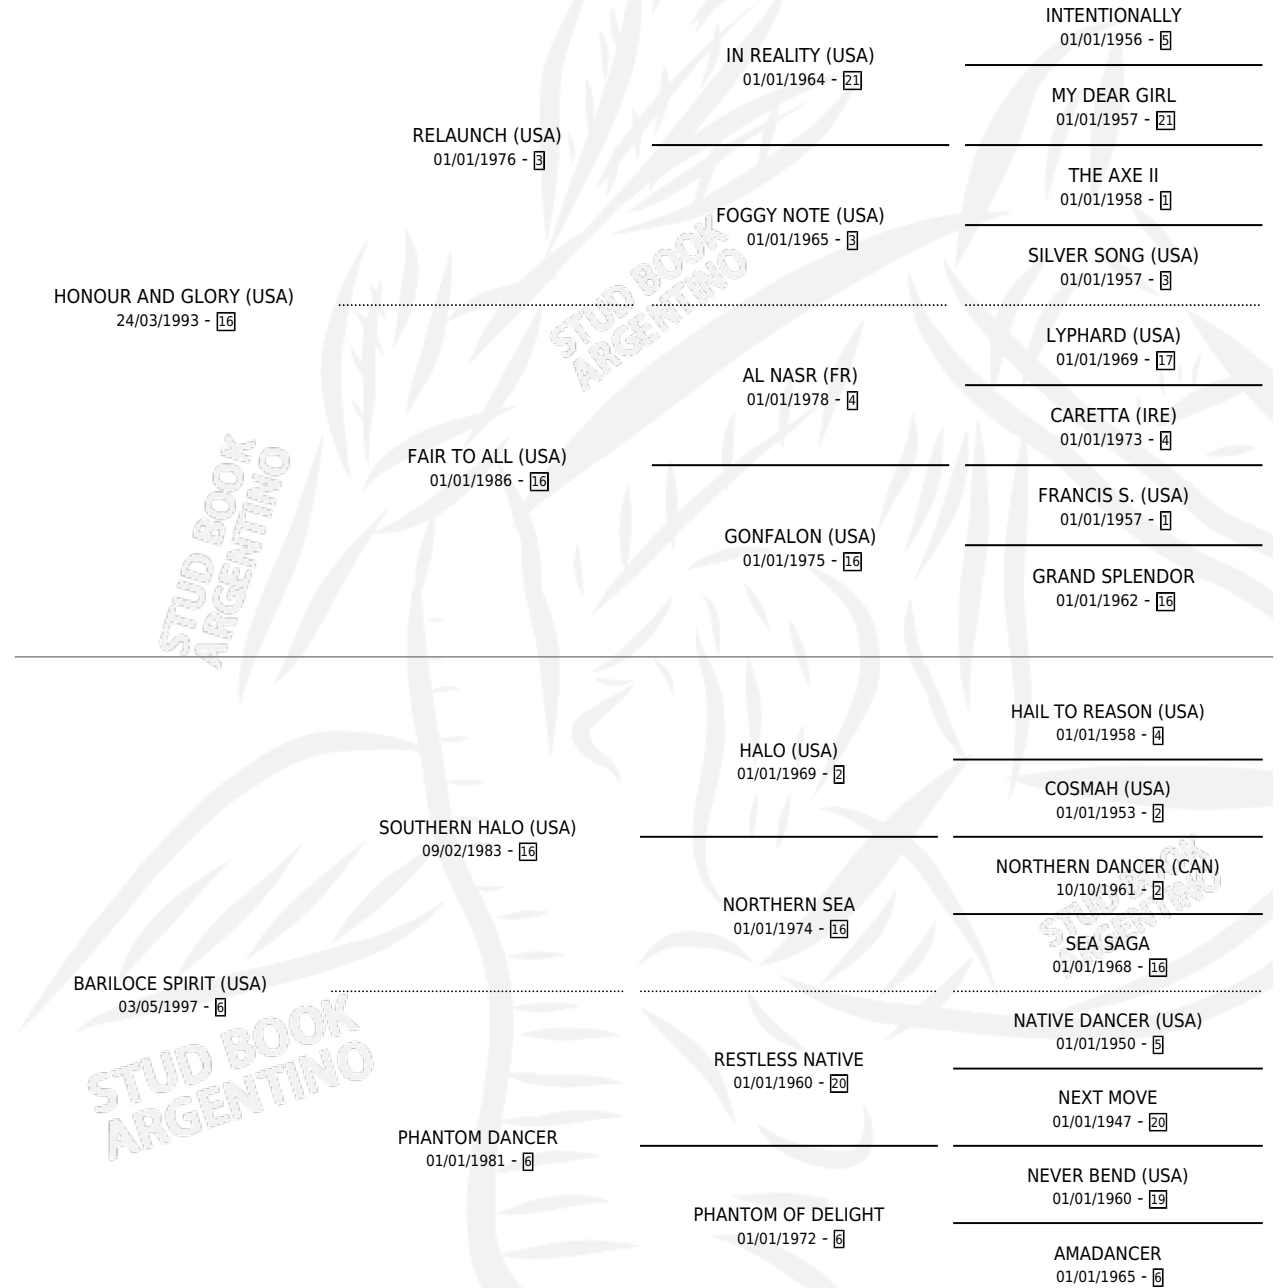 INTENTIONALLY
01/01/1956 - 5
IN REALITY (USA)
01/01/1964 - 21
MY DEAR GIRL
01/01/1957 - 21
RELAUNCH (USA)
01/01/1976 - 3
THE AXE II
01/01/1958 - 1
FOGGY NOTE (USA)
01/01/1965 - 3
SILVER SONG (USA)
01/01/1957 - 3
HONOUR AND GLORY (USA)
24/03/1993 - 16
LYPHARD (USA)
01/01/1969 - 17
AL NASR (FR)
01/01/1978 - 4
CARETTA (IRE)
01/01/1973 - 4
FAIR TO ALL (USA)
01/01/1986 - 16
FRANCIS S. (USA)
01/01/1957 - 1
GONFALON (USA)
01/01/1975 - 16
GRAND SPLENDOR
01/01/1962 - 16
HAIL TO REASON (USA)
01/01/1958 - 4
HALO (USA)
01/01/1969 - 2
COSMAH (USA)
01/01/1953 - 2
SOUTHERN HALO (USA)
09/02/1983 - 16
NORTHERN DANCER (CAN)
10/10/1961 - 2
NORTHERN SEA
01/01/1974 - 16
SEA SAGA
01/01/1968 - 16
BARILOCE SPIRIT (USA)
03/05/1997 - 6
NATIVE DANCER (USA)
01/01/1950 - 5
RESTLESS NATIVE
01/01/1960 - 20
NEXT MOVE
01/01/1947 - 20
PHANTOM DANCER
01/01/1981 - 6
NEVER BEND (USA)
01/01/1960 - 19
PHANTOM OF DELIGHT
01/01/1972 - 6
AMADANCER
01/01/1965 - 6
STUD BOOK
ARGENTINO
STUD BOOK
ARGENTINO
STUD BOOK
ARGENTINO
STUD BOOK
ARGENTINO